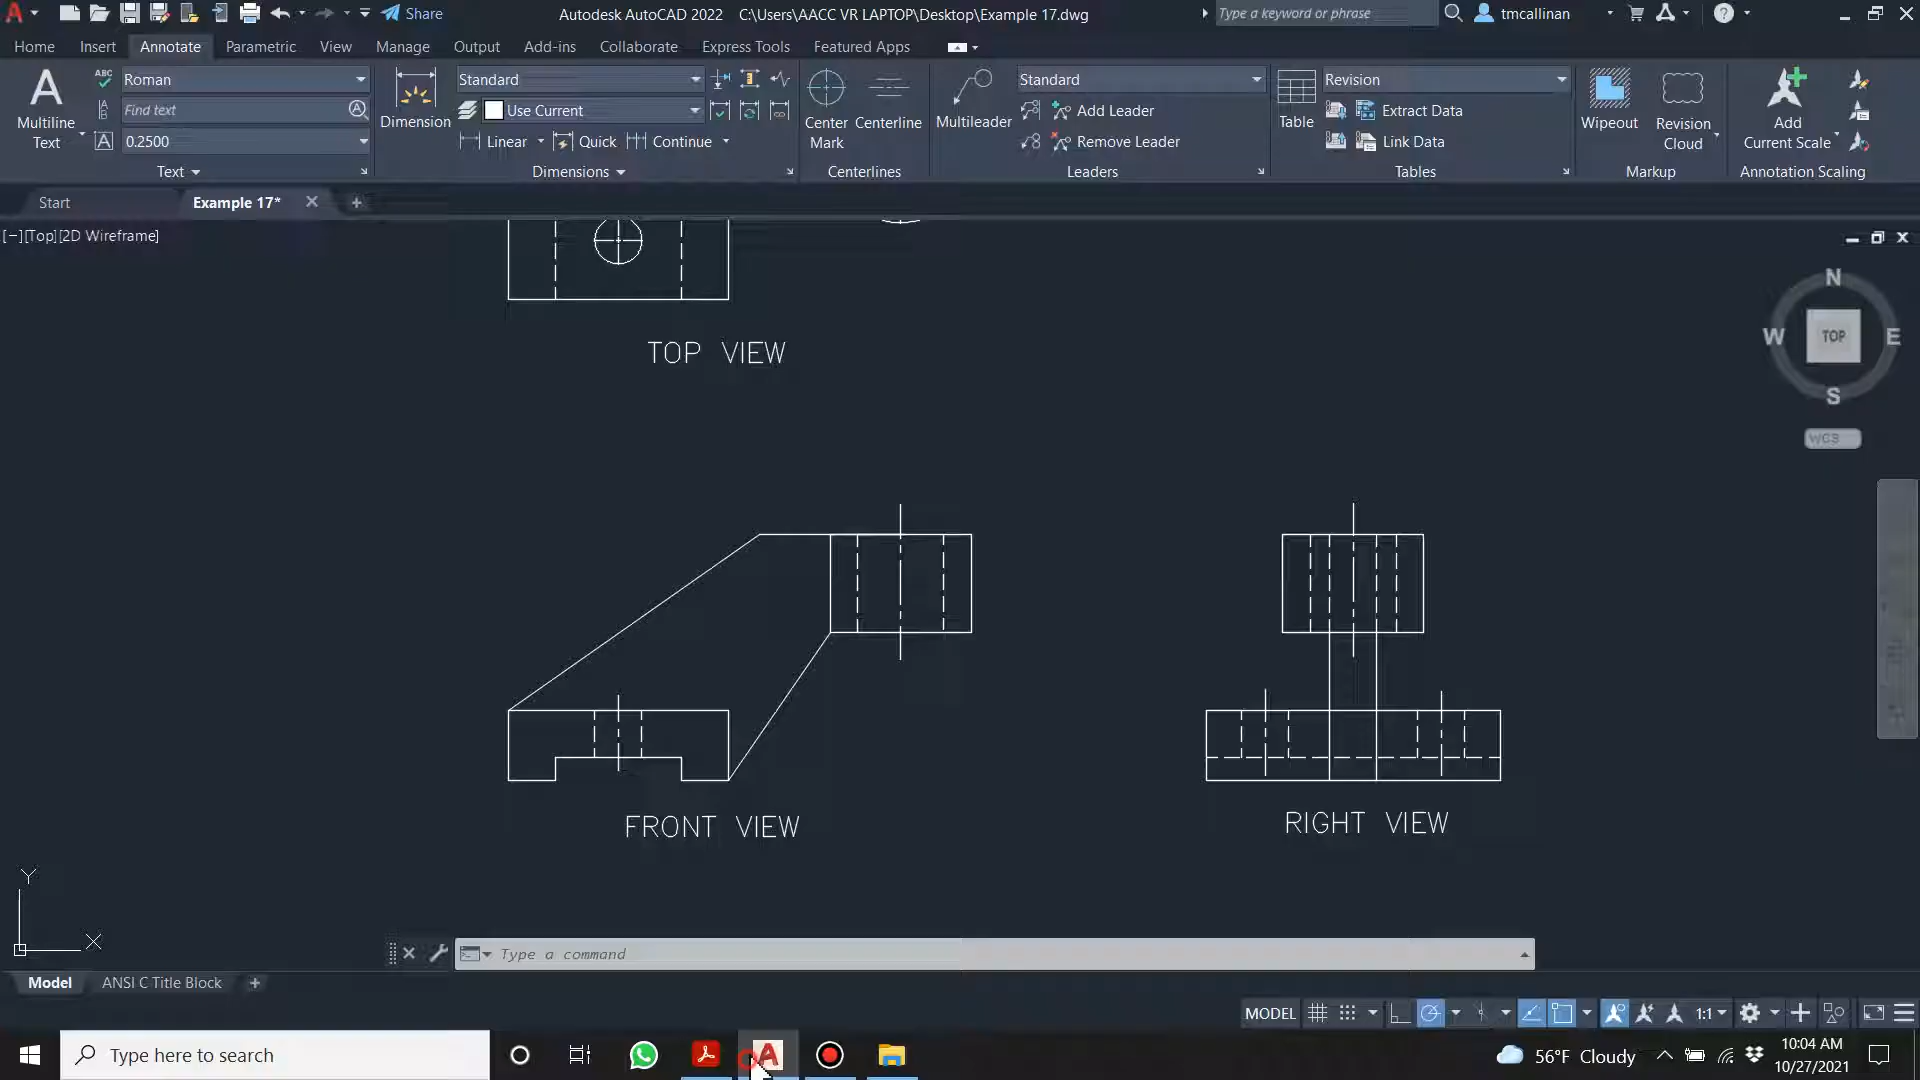 Share
Autodesk AutoCAD 2022 C:\Users\AACC VR LAPTOP\Desktop\Example 17.dwg
Type a keyword or phrase
tmcallinan
Home Insert Annotate Parametric View Manage Output Add-ins Collaborate Express Tools Featured Apps
Multiline Text
ABC
Roman
Find text
0.2500
Text
Dimension
Standard
Use Current
Linear Quick Continue
Dimensions
Center Mark
Centerline
Centerlines
Multileader
Standard
Add Leader
Remove Leader
Leaders
Table
Revision
Extract Data
Link Data
Tables
Wipeout
Revision Cloud
Markup
Add Current Scale
Annotation Scaling
Start
Example 17*
[−][Top][2D Wireframe]
N
W TOP E
S
WCS
TOP VIEW
FRONT VIEW
RIGHT VIEW
Y
X
Type a command
Model
ANSI C Title Block
MODEL
1:1
Type here to search
56°F Cloudy
10:04 AM
10/27/2021